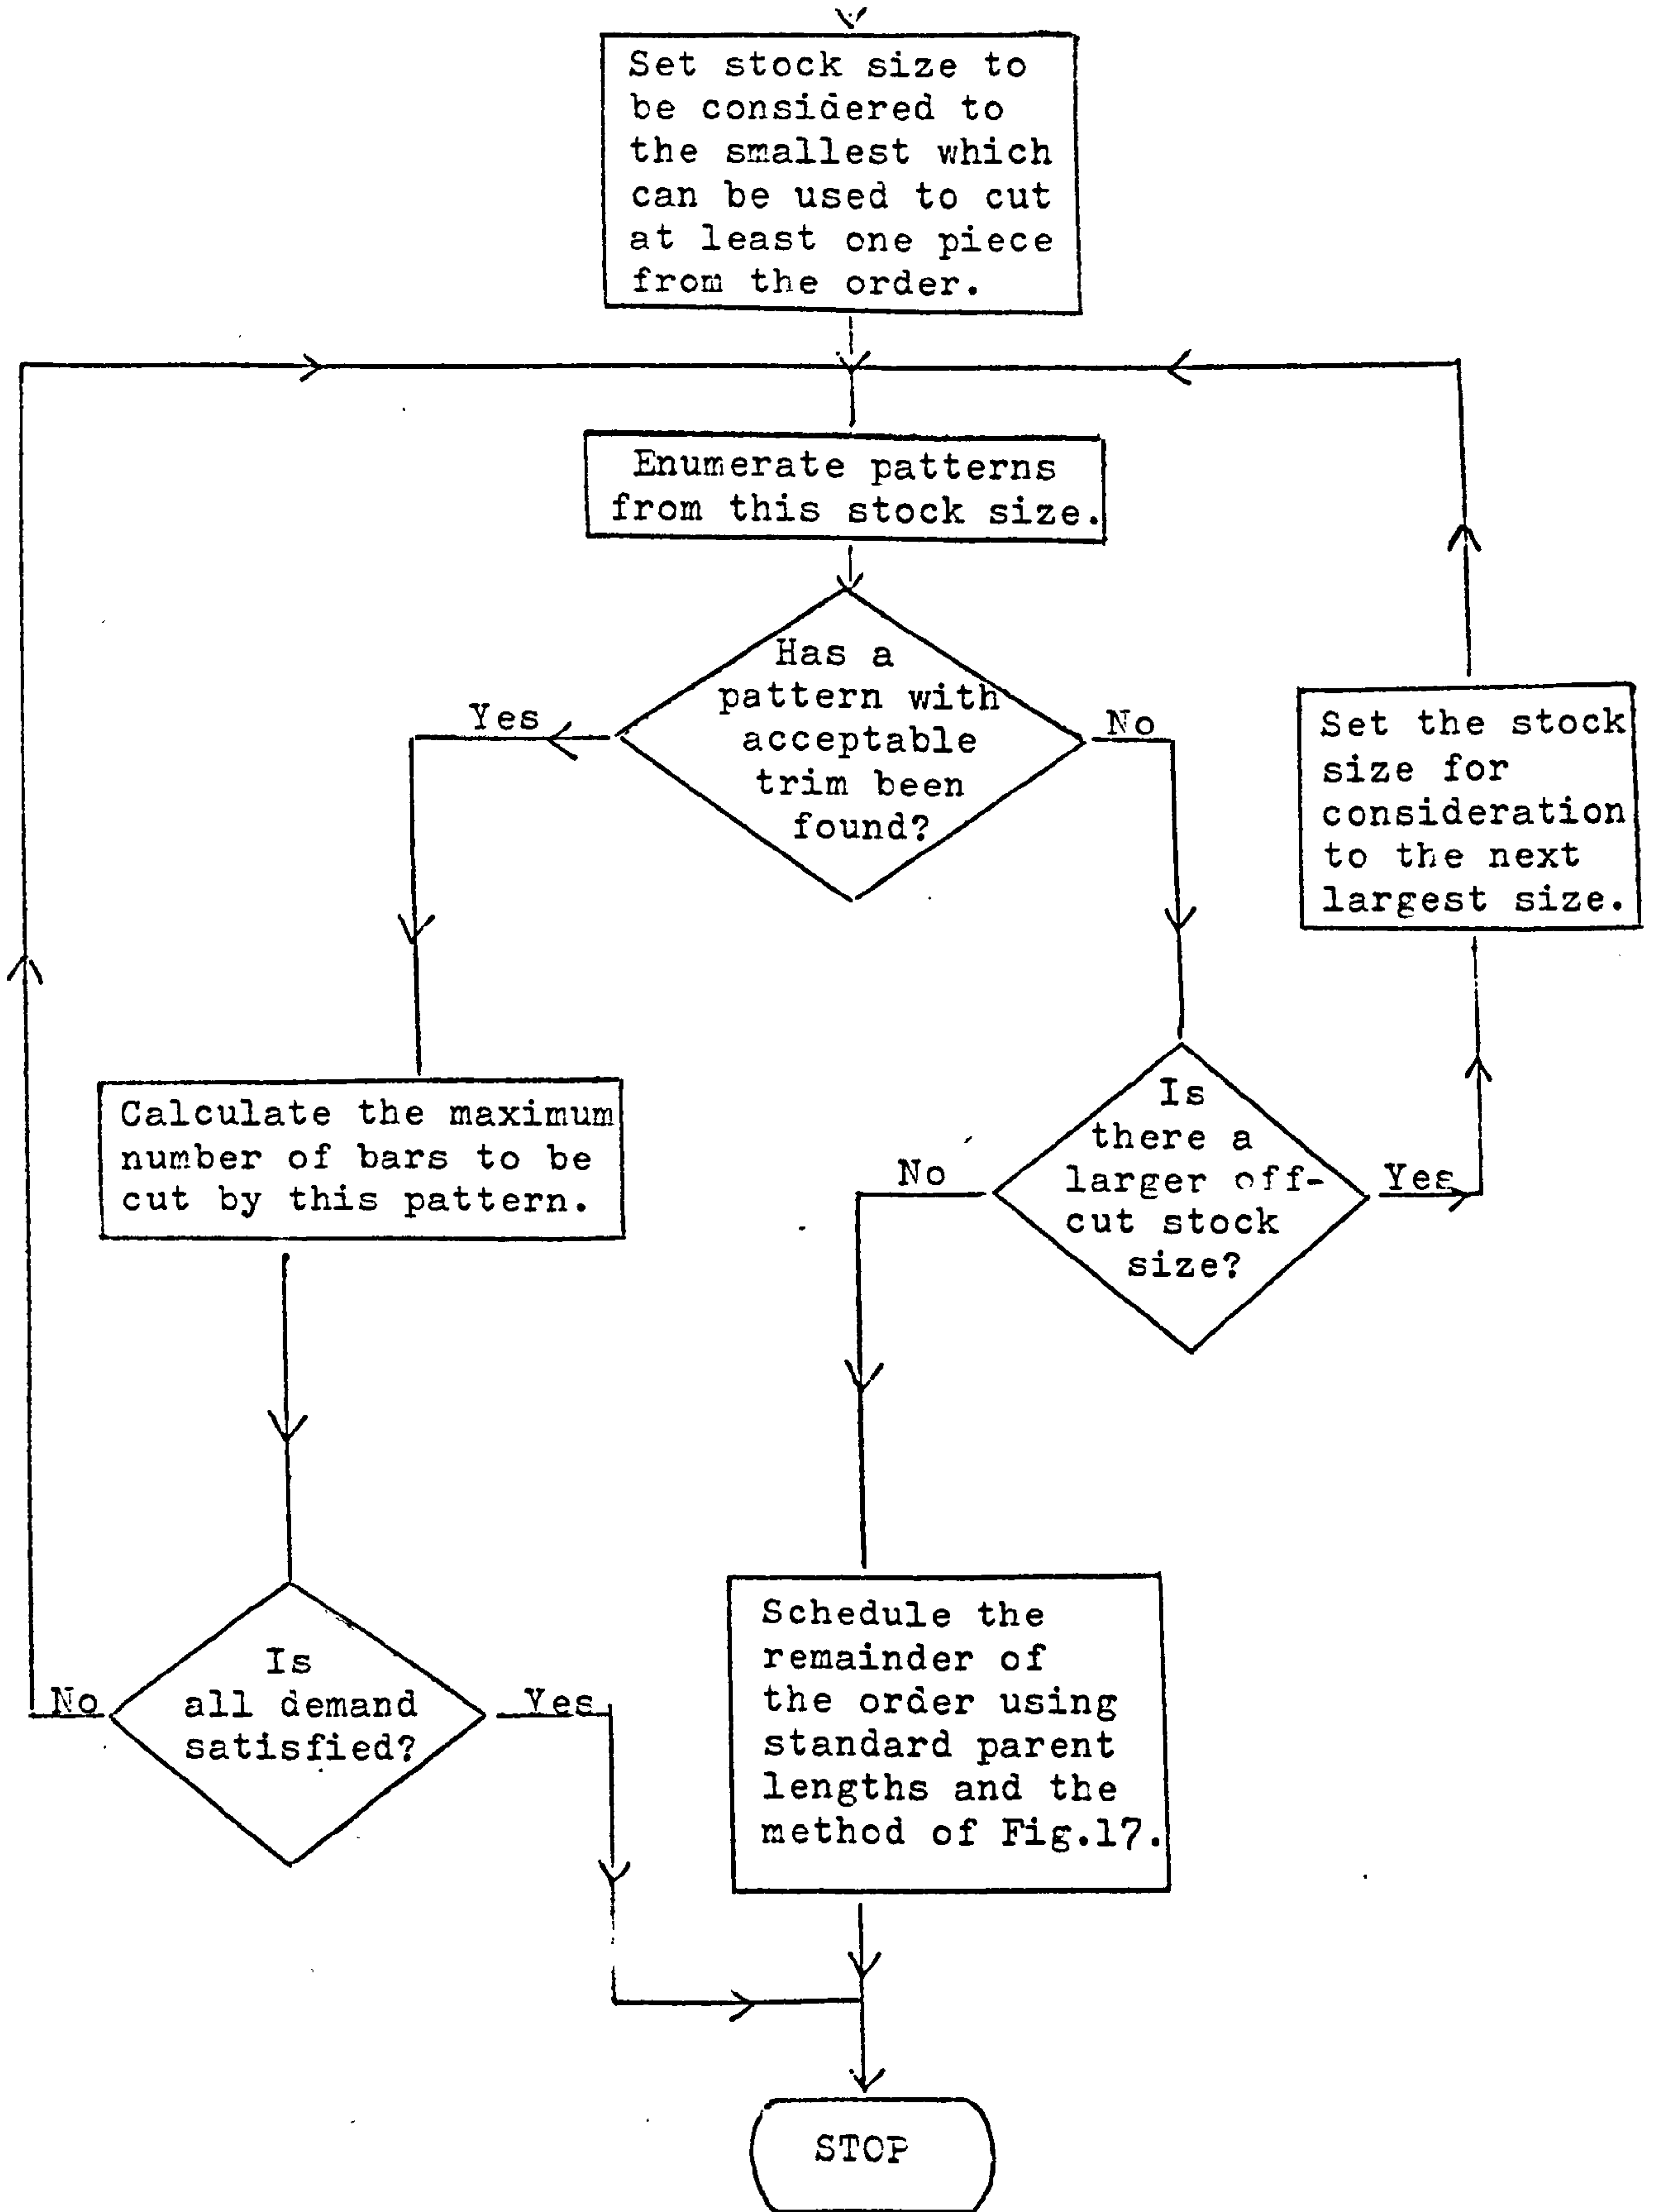 Set stock size to
be considered to
the smallest which
can be used to cut
at least one piece
from the order.
Enumerate patterns
from this stock size.
Has a
pattern with
acceptable
trim been
found?
Yes
No
Set the stock
size for
consideration
to the next
largest size.
Calculate the maximum
number of bars to be
cut by this pattern.
Is
there a
larger off-
cut stock
size?
No
Yes
Is
all demand
satisfied?
No
Yes
Schedule the
remainder of
the order using
standard parent
lengths and the
method of Fig.17.
STOP